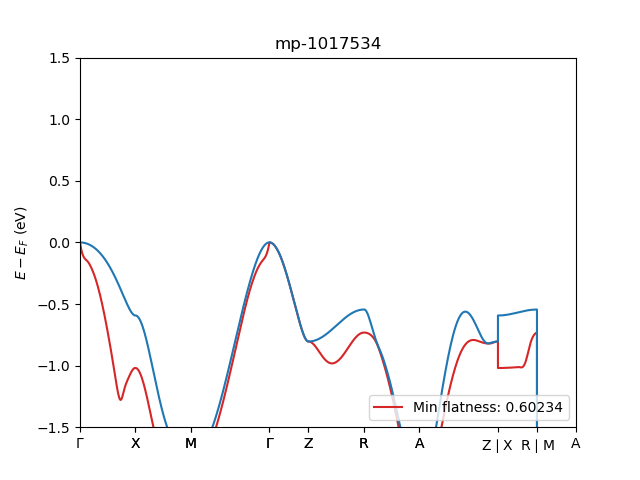 mp-1017534
E − E_F (eV)
1.5
1.0
0.5
0.0
−0.5
−1.0
−1.5
Min flatness: 0.60234
Γ X M Γ Z R A Z | X R | M A